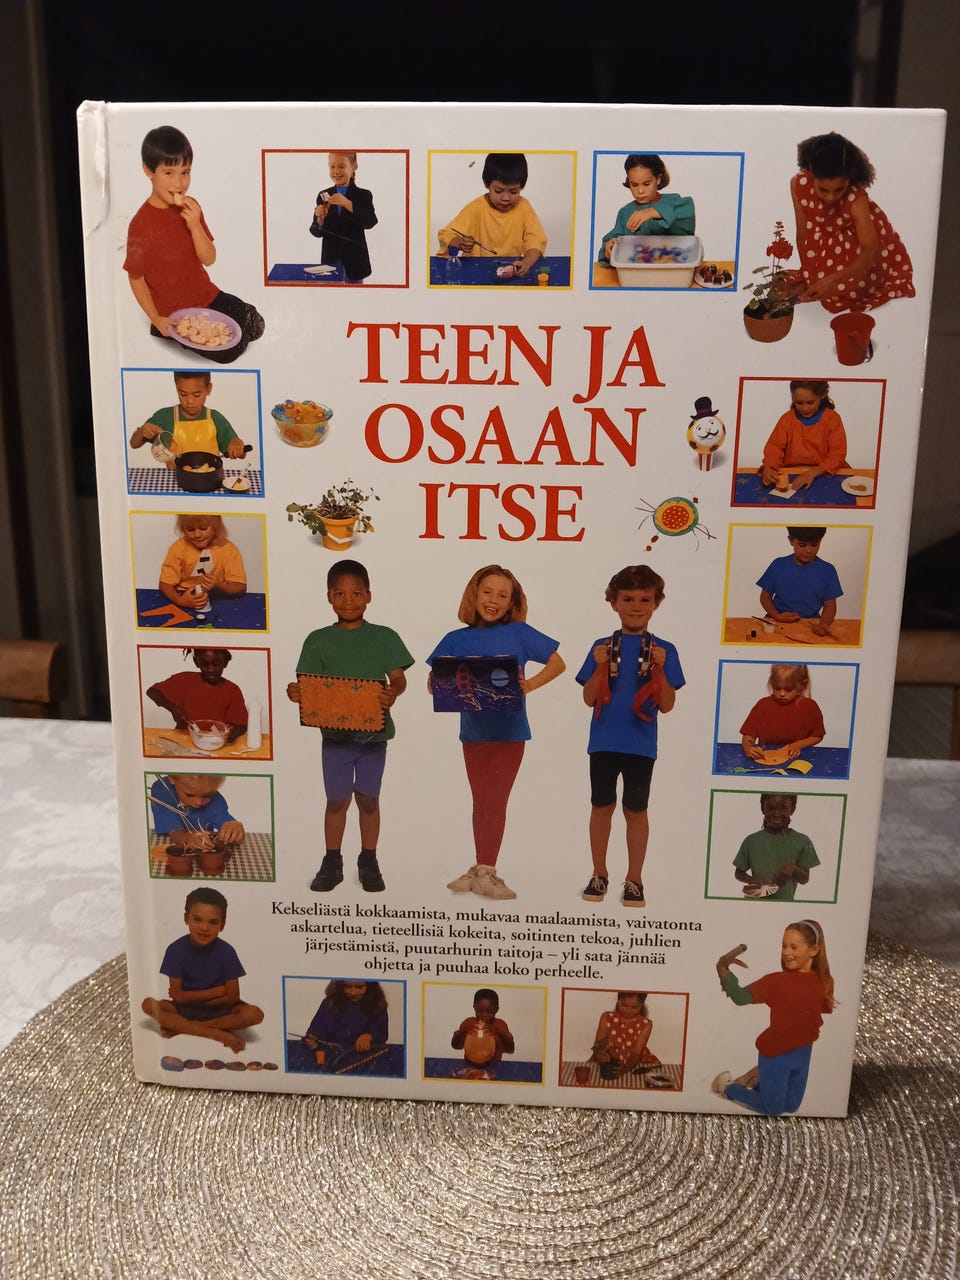 TEEN JA
OSAAN
ITSE
Kekseliästä kokkaamista, mukavaa maalaamista, vaivatonta
askartelua, tieteellisiä kokeita, soitinten tekoa, juhlien
järjestämistä, puutarhurin taitoja – yli sata jännää
ohjetta ja puuhaa koko perheelle.